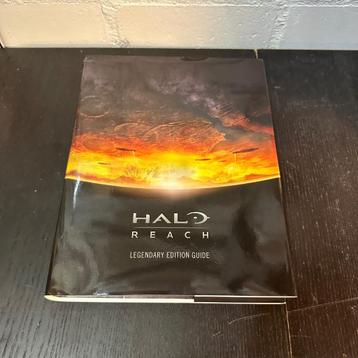 HALO
REACH
LEGENDARY EDITION GUIDE